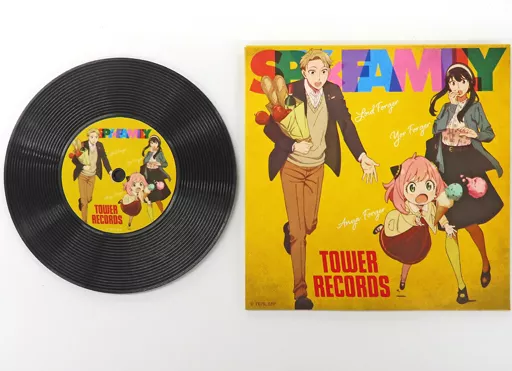 SPY×FAMILY
TOWER
RECORDS
SPY×FAMILY
Loid Forger
Yor Forger
Anya Forger
TOWER
RECORDS